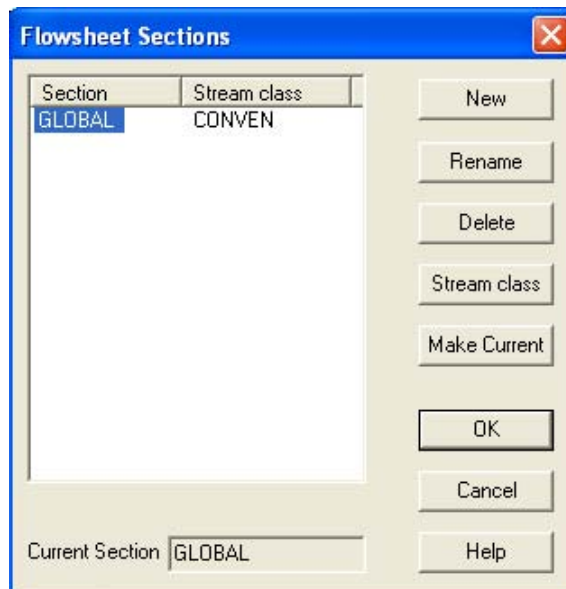 Flowsheet Sections
Section Stream class
GLOBAL CONVEN
New
Rename
Delete
Stream class
Make Current
OK
Cancel
Current Section GLOBAL
Help